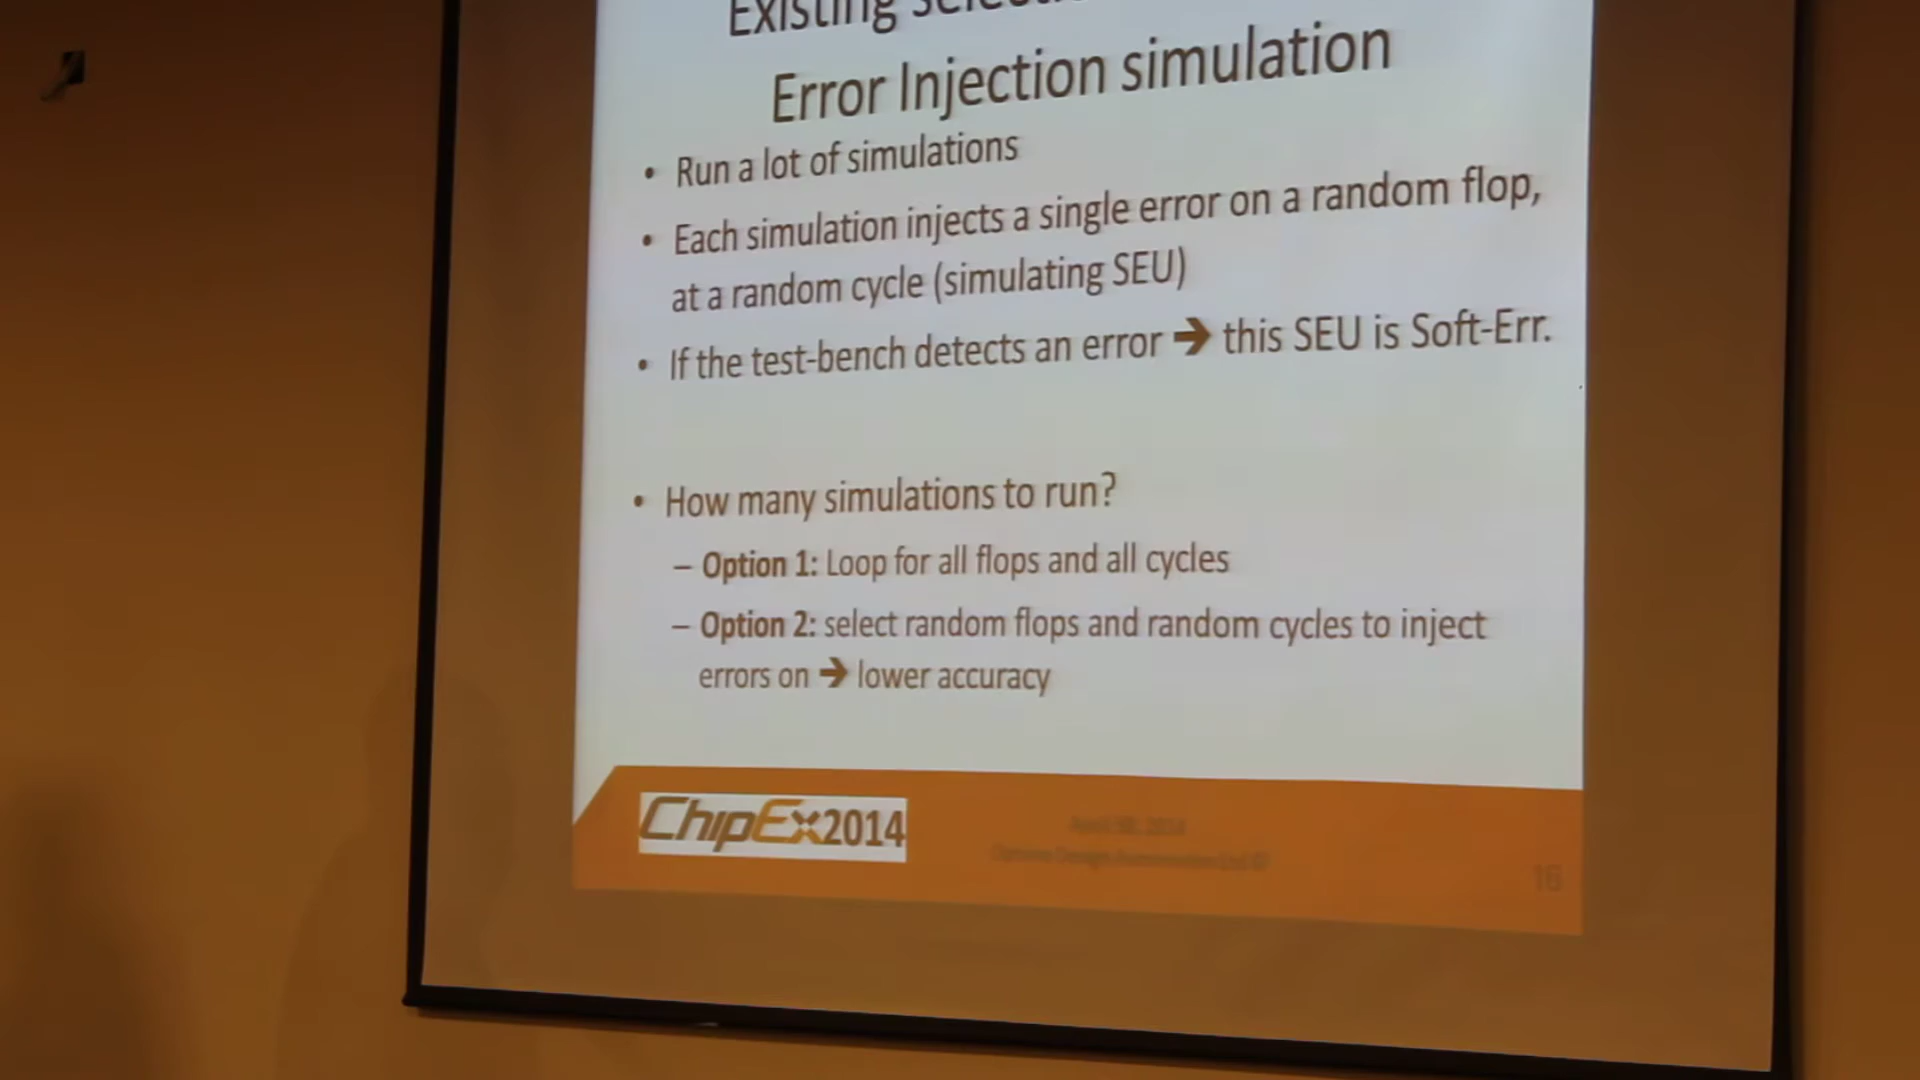 Existing
Error Injection simulation
• Run a lot of simulations
• Each simulation injects a single error on a random flop,
at a random cycle (simulating SEU)
• If the test-bench detects an error ➔ this SEU is Soft-Err.
• How many simulations to run?
– Option 1: Loop for all flops and all cycles
– Option 2: select random flops and random cycles to inject
errors on ➔ lower accuracy
ChipEx2014
16